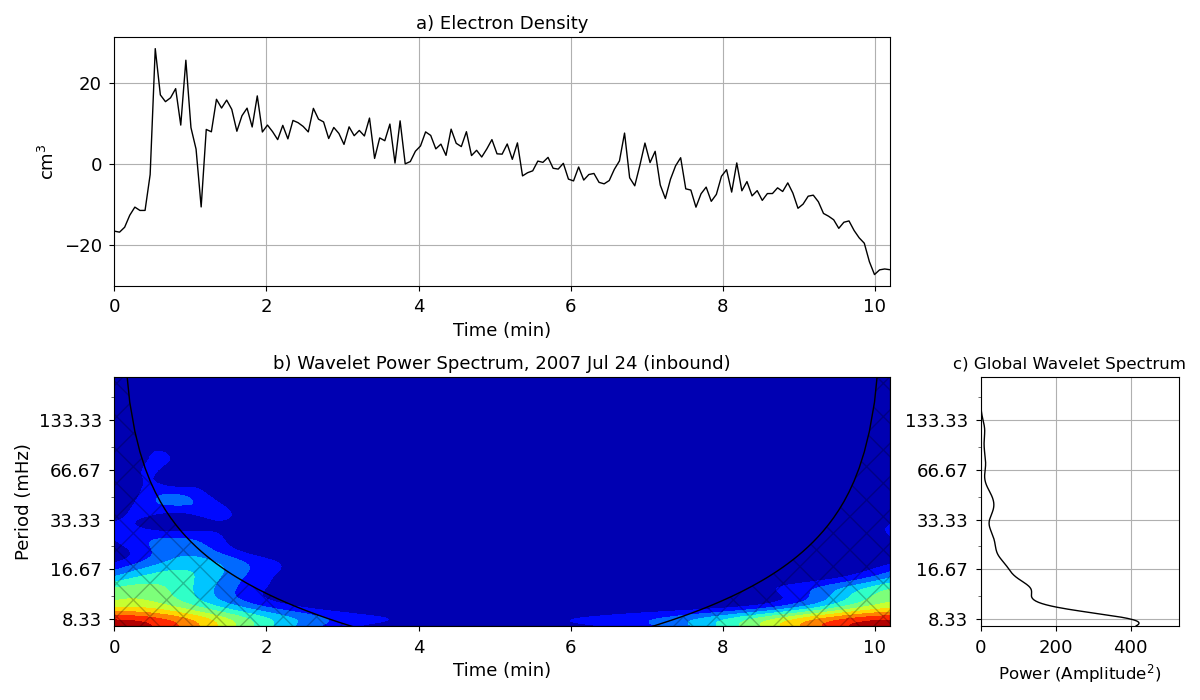 a) Electron Density
cm³
20
0
−20
0 2 4 6 8 10
Time (min)
b) Wavelet Power Spectrum, 2007 Jul 24 (inbound)
Period (mHz)
133.33
66.67
33.33
16.67
8.33
0 2 4 6 8 10
Time (min)
c) Global Wavelet Spectrum
133.33
66.67
33.33
16.67
8.33
0 200 400
Power (Amplitude²)